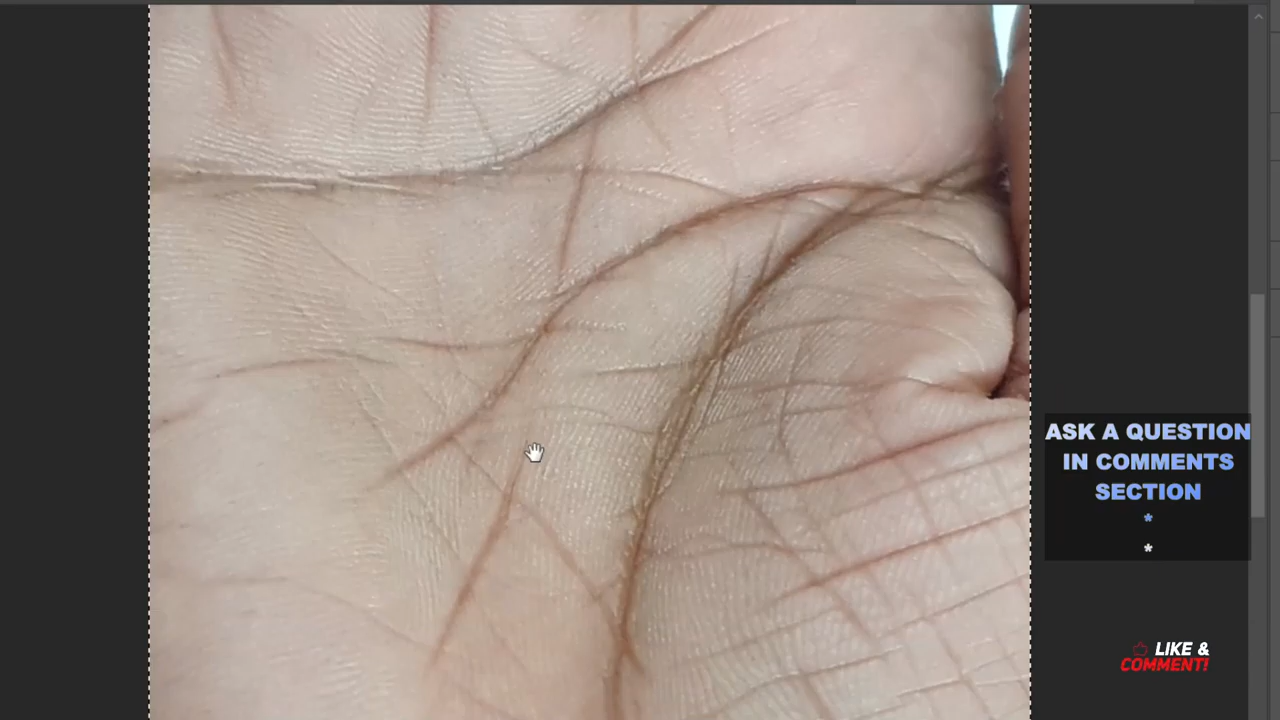 ASK A QUESTION
IN COMMENTS
SECTION
*
*
LIKE &
COMMENT!